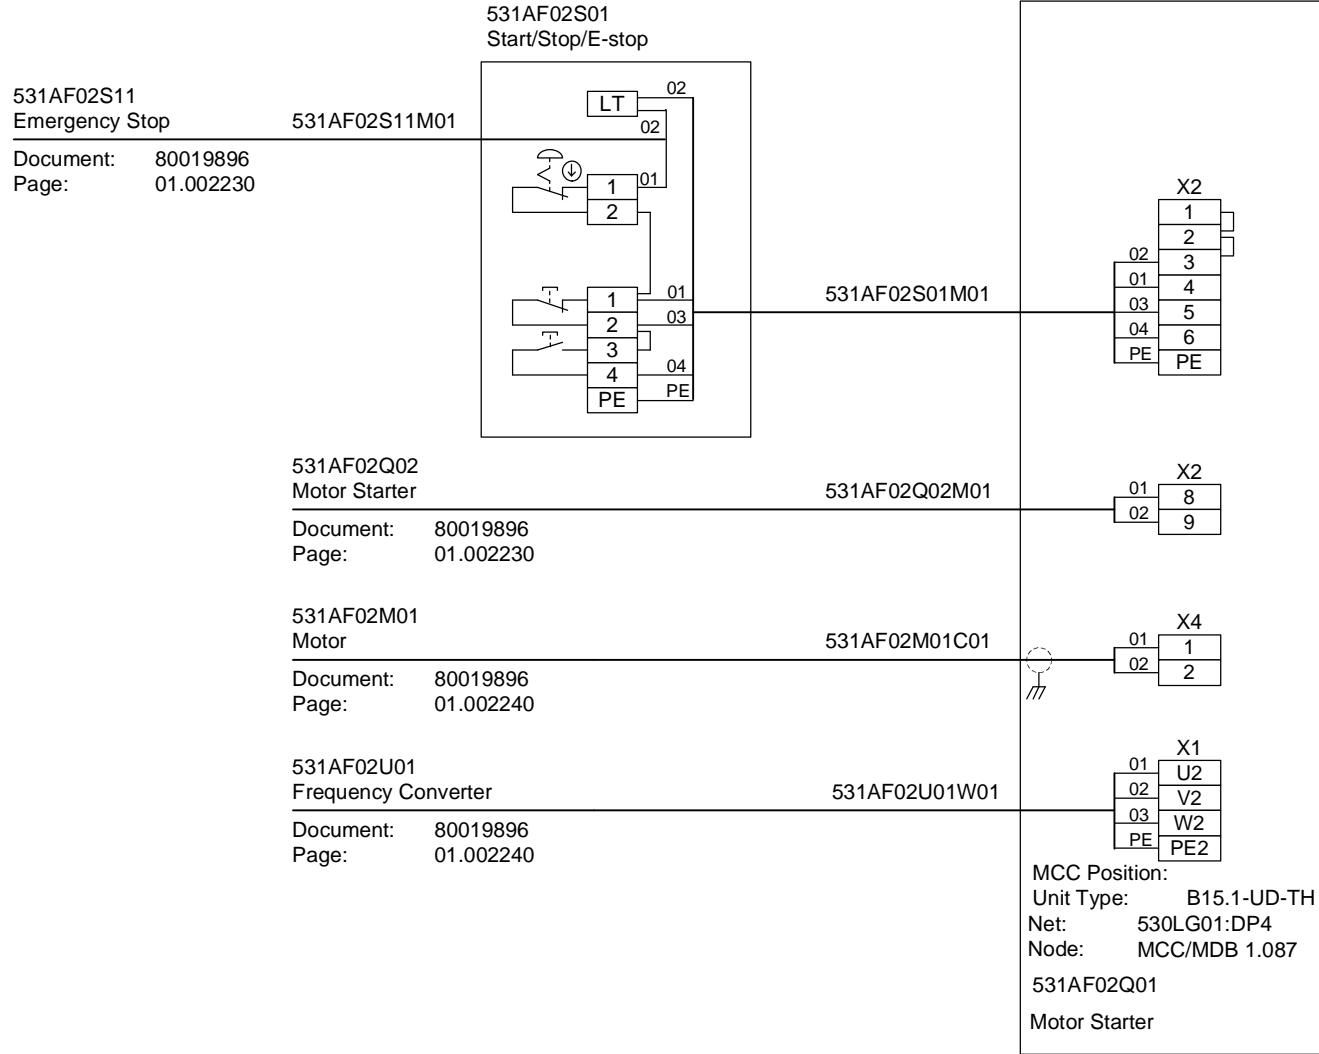 531AF02S01
Start/Stop/E-stop
531AF02S11
Emergency Stop
531AF02S11M01
Document: 80019896
Page: 01.002230
LT
02
02
1
01
2
1
01
2
03
3
4
04
PE
PE
531AF02S01M01
X2
1
2
02
3
01
4
03
5
04
6
PE
PE
531AF02Q02
Motor Starter
531AF02Q02M01
Document: 80019896
Page: 01.002230
X2
01
8
02
9
531AF02M01
Motor
531AF02M01C01
Document: 80019896
Page: 01.002240
X4
01
1
02
2
531AF02U01
Frequency Converter
531AF02U01W01
Document: 80019896
Page: 01.002240
X1
01
U2
02
V2
03
W2
PE
PE2
MCC Position:
Unit Type: B15.1-UD-TH
Net: 530LG01:DP4
Node: MCC/MDB 1.087
531AF02Q01
Motor Starter